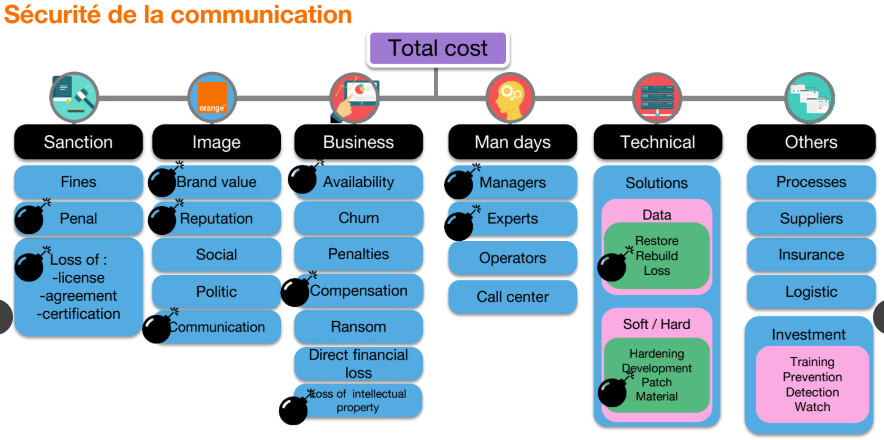 Sécurité de la communication
Total cost
orange
Sanction
Fines
Penal
Loss of :
-license
-agreement
-certification
Image
Brand value
Reputation
Social
Politic
Communication
Business
Availability
Churn
Penalties
Compensation
Ransom
Direct financial
loss
Loss of intellectual
property
Man days
Managers
Experts
Operators
Call center
Technical
Solutions
Data
Restore
Rebuild
Loss
Soft / Hard
Hardening
Development
Patch
Material
Others
Processes
Suppliers
Insurance
Logistic
Investment
Training
Prevention
Detection
Watch